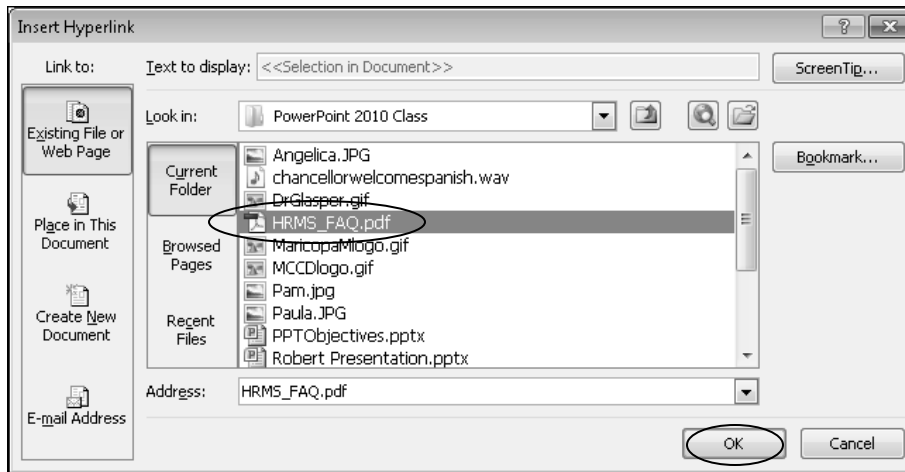 Insert Hyperlink
Link to:
Text to display: <<Selection in Document>>
ScreenTip...
Existing File or
Web Page
Place in This
Document
Create New
Document
E-mail Address
Look in:
PowerPoint 2010 Class
Current
Folder
Browsed
Pages
Recent
Files
Angelica.JPG
chancellorwelcomespanish.wav
DrGlasper.gif
HRMS_FAQ.pdf
MaricopaMlogo.gif
MCCDlogo.gif
Pam.jpg
Paula.JPG
PPTObjectives.pptx
Robert Presentation.pptx
Bookmark...
Address: HRMS_FAQ.pdf
OK
Cancel